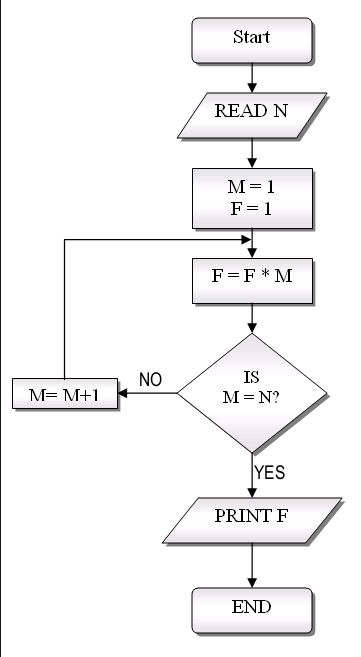 Start
READ N
M = 1
F = 1
F = F * M
IS
M = N?
NO
M= M+1
YES
PRINT F
END